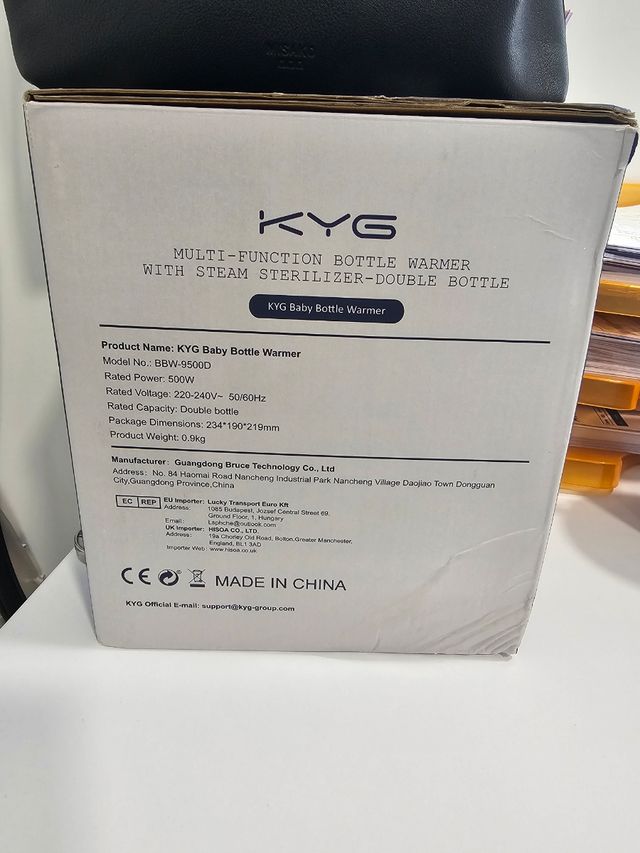 MISAKO
KYG
MULTI-FUNCTION BOTTLE WARMER
WITH STEAM STERILIZER-DOUBLE BOTTLE
KYG Baby Bottle Warmer
Product Name: KYG Baby Bottle Warmer
Model No.: BBW-9500D
Rated Power: 500W
Rated Voltage: 220-240V~ 50/60Hz
Rated Capacity: Double bottle
Package Dimensions: 234*190*219mm
Product Weight: 0.9kg
Manufacturer: Guangdong Bruce Technology Co., Ltd
Address: No. 84 Haomai Road Nancheng Industrial Park Nancheng Village Daojiao Town Dongguan
City,Guangdong Province,China
EC REP EU Importer: Lucky Transport Euro Kft
Address: 1085 Budapest, Jozsef Central Street 69.
Ground Floor, 1, Hungary
Email: Lsphche@outlook.com
UK Importer: HISOA CO., LTD.
Address: 19a Chorley Old Road, Bolton,Greater Manchester,
England, BL1 3AD
Importer Web: www.hisoa.co.uk
CE MADE IN CHINA
KYG Official E-mail: support@kyg-group.com